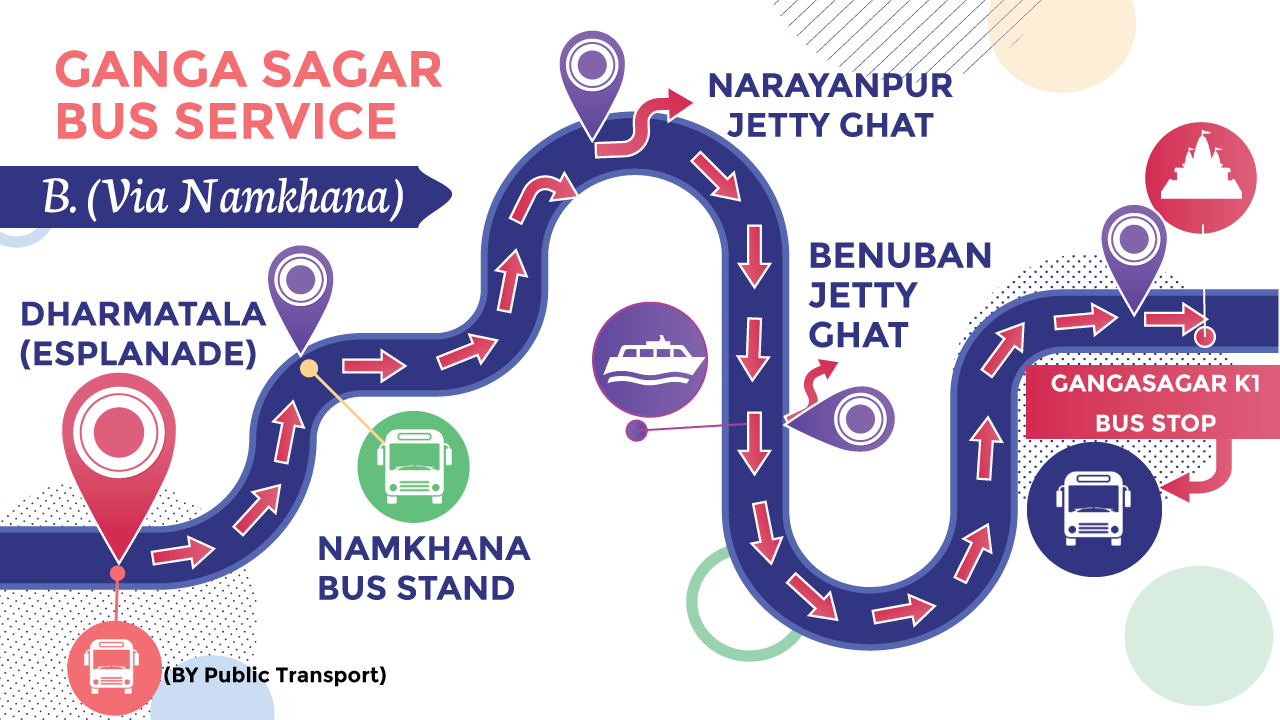 GANGA SAGAR
BUS SERVICE
B. (Via Namkhana)
NARAYANPUR
JETTY GHAT
DHARMATALA
(ESPLANADE)
BENUBAN
JETTY
GHAT
GANGASAGAR K1
BUS STOP
NAMKHANA
BUS STAND
(BY Public Transport)